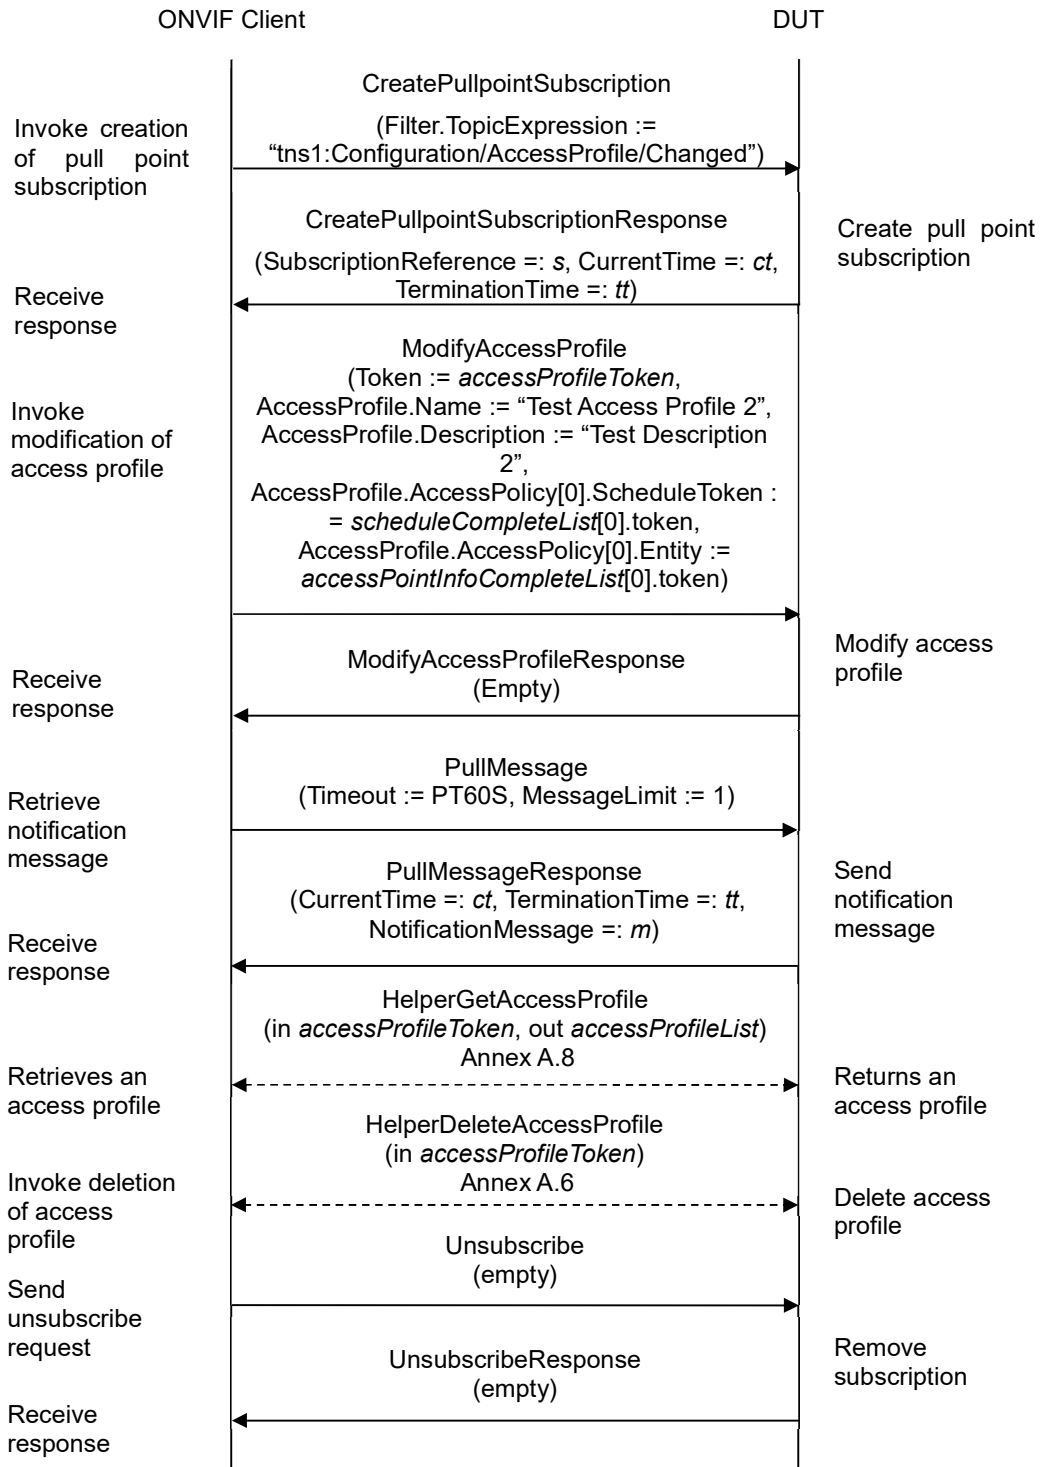 ONVIF Client
DUT
CreatePullpointSubscription
(Filter.TopicExpression :=
“tns1:Configuration/AccessProfile/Changed”)
Invoke creation
of pull point
subscription
CreatePullpointSubscriptionResponse
(SubscriptionReference =: s, CurrentTime =: ct,
TerminationTime =: tt)
Create pull point
subscription
Receive
response
ModifyAccessProfile
(Token := accessProfileToken,
AccessProfile.Name := “Test Access Profile 2”,
AccessProfile.Description := “Test Description
2”,
AccessProfile.AccessPolicy[0].ScheduleToken :
= scheduleCompleteList[0].token,
AccessProfile.AccessPolicy[0].Entity :=
accessPointInfoCompleteList[0].token)
Invoke
modification of
access profile
ModifyAccessProfileResponse
(Empty)
Modify access
profile
Receive
response
PullMessage
(Timeout := PT60S, MessageLimit := 1)
Retrieve
notification
message
PullMessageResponse
(CurrentTime =: ct, TerminationTime =: tt,
NotificationMessage =: m)
Send
notification
message
Receive
response
HelperGetAccessProfile
(in accessProfileToken, out accessProfileList)
Annex A.8
Retrieves an
access profile
Returns an
access profile
HelperDeleteAccessProfile
(in accessProfileToken)
Annex A.6
Invoke deletion
of access
profile
Delete access
profile
Unsubscribe
(empty)
Send
unsubscribe
request
UnsubscribeResponse
(empty)
Remove
subscription
Receive
response